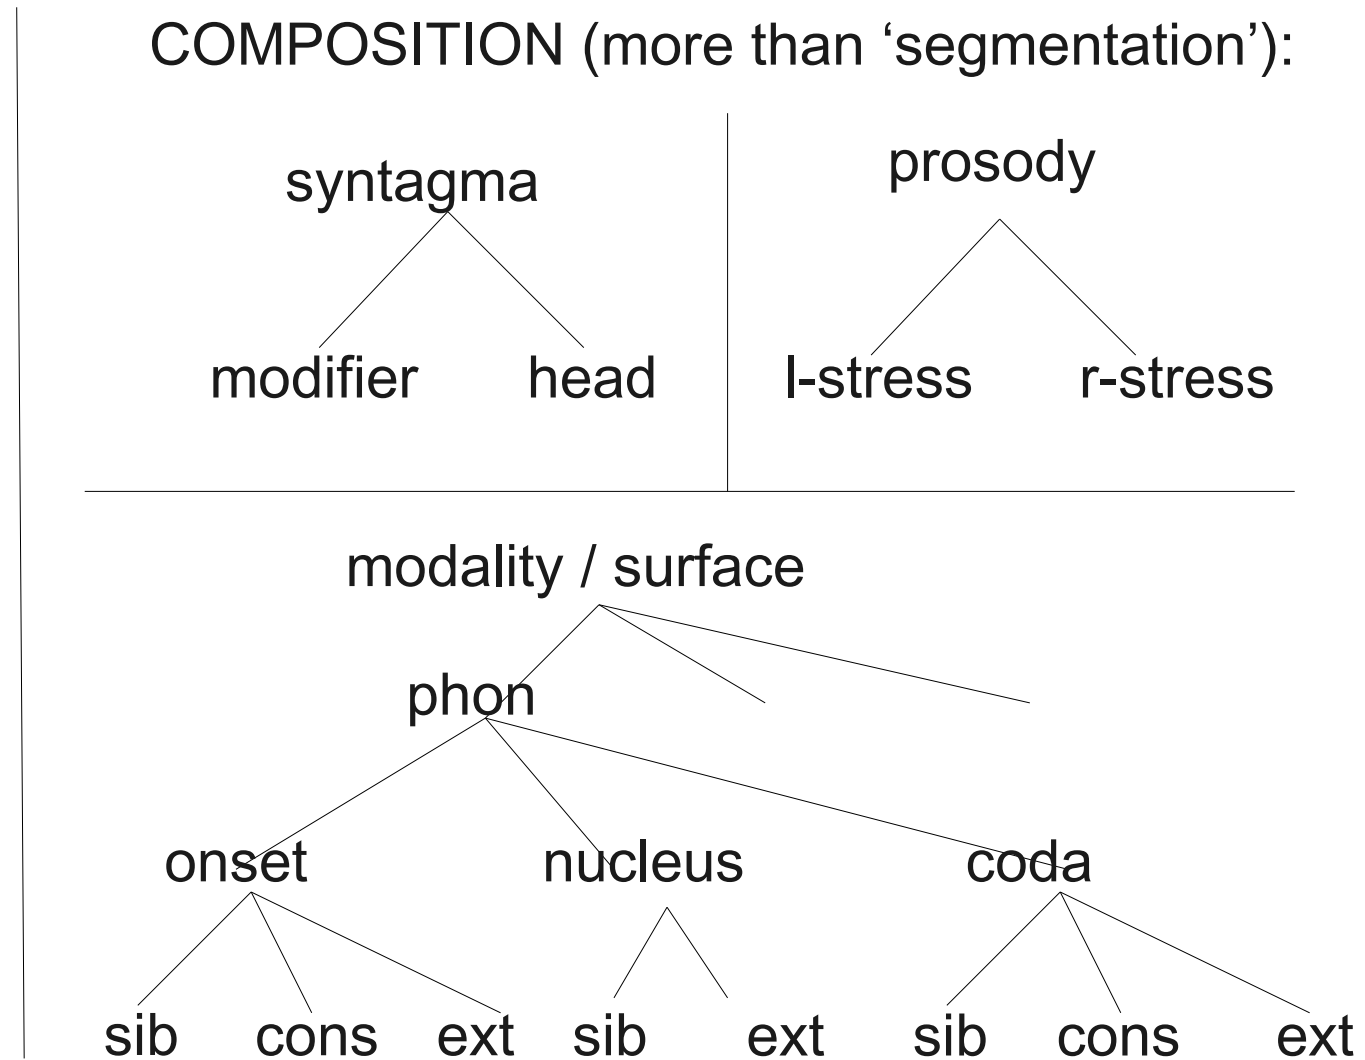 COMPOSITION (more than ‘segmentation’):
syntagma
modifier head
prosody
l-stress r-stress
modality / surface
phon
onset nucleus coda
sib cons ext sib ext sib cons ext